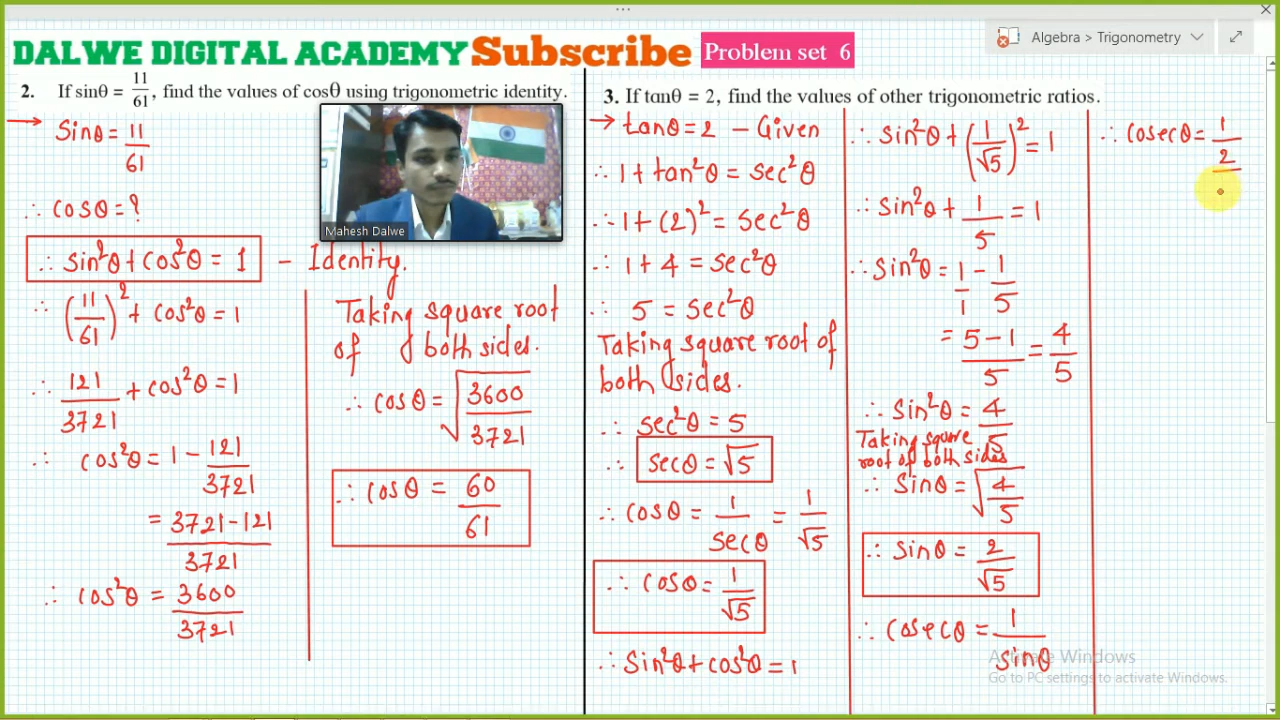 DALWE DIGITAL ACADEMY Subscribe Problem set 6
Algebra > Trigonometry
2. If sinθ = 11/61, find the values of cosθ using trigonometric identity.
→ Sinθ = 11/61
∴ cosθ = ?
∴ sin²θ + cos²θ = 1 - Identity.
∴ (11/61)² + cos²θ = 1
∴ 121/3721 + cos²θ = 1
∴ cos²θ = 1 - 121/3721
= 3721 - 121/3721
∴ cos²θ = 3600/3721
Mahesh Dalwe
Taking square root
of both sides.
∴ cosθ = √3600/3721
∴ cosθ = 60/61
3. If tanθ = 2, find the values of other trigonometric ratios.
→ tanθ = 2 - Given
∴ 1 + tan²θ = sec²θ
∴ 1 + (2)² = sec²θ
∴ 1 + 4 = sec²θ
∴ 5 = sec²θ
Taking square root of
both sides.
∴ sec²θ = 5
∴ secθ = √5
∴ cosθ = 1/secθ = 1/√5
∴ cosθ = 1/√5
∴ sin²θ + cos²θ = 1
∴ sin²θ + (1/√5)² = 1
∴ sin²θ + 1/5 = 1
∴ sin²θ = 1/1 - 1/5
= 5 - 1/5 = 4/5
∴ sin²θ = 4/5
Taking square
root of both sides
∴ sinθ = √4/5
∴ sinθ = 2/√5
∴ cosecθ = 1/sinθ
∴ cosecθ = 1/2
Activate Windows
Go to PC settings to activate Windows.